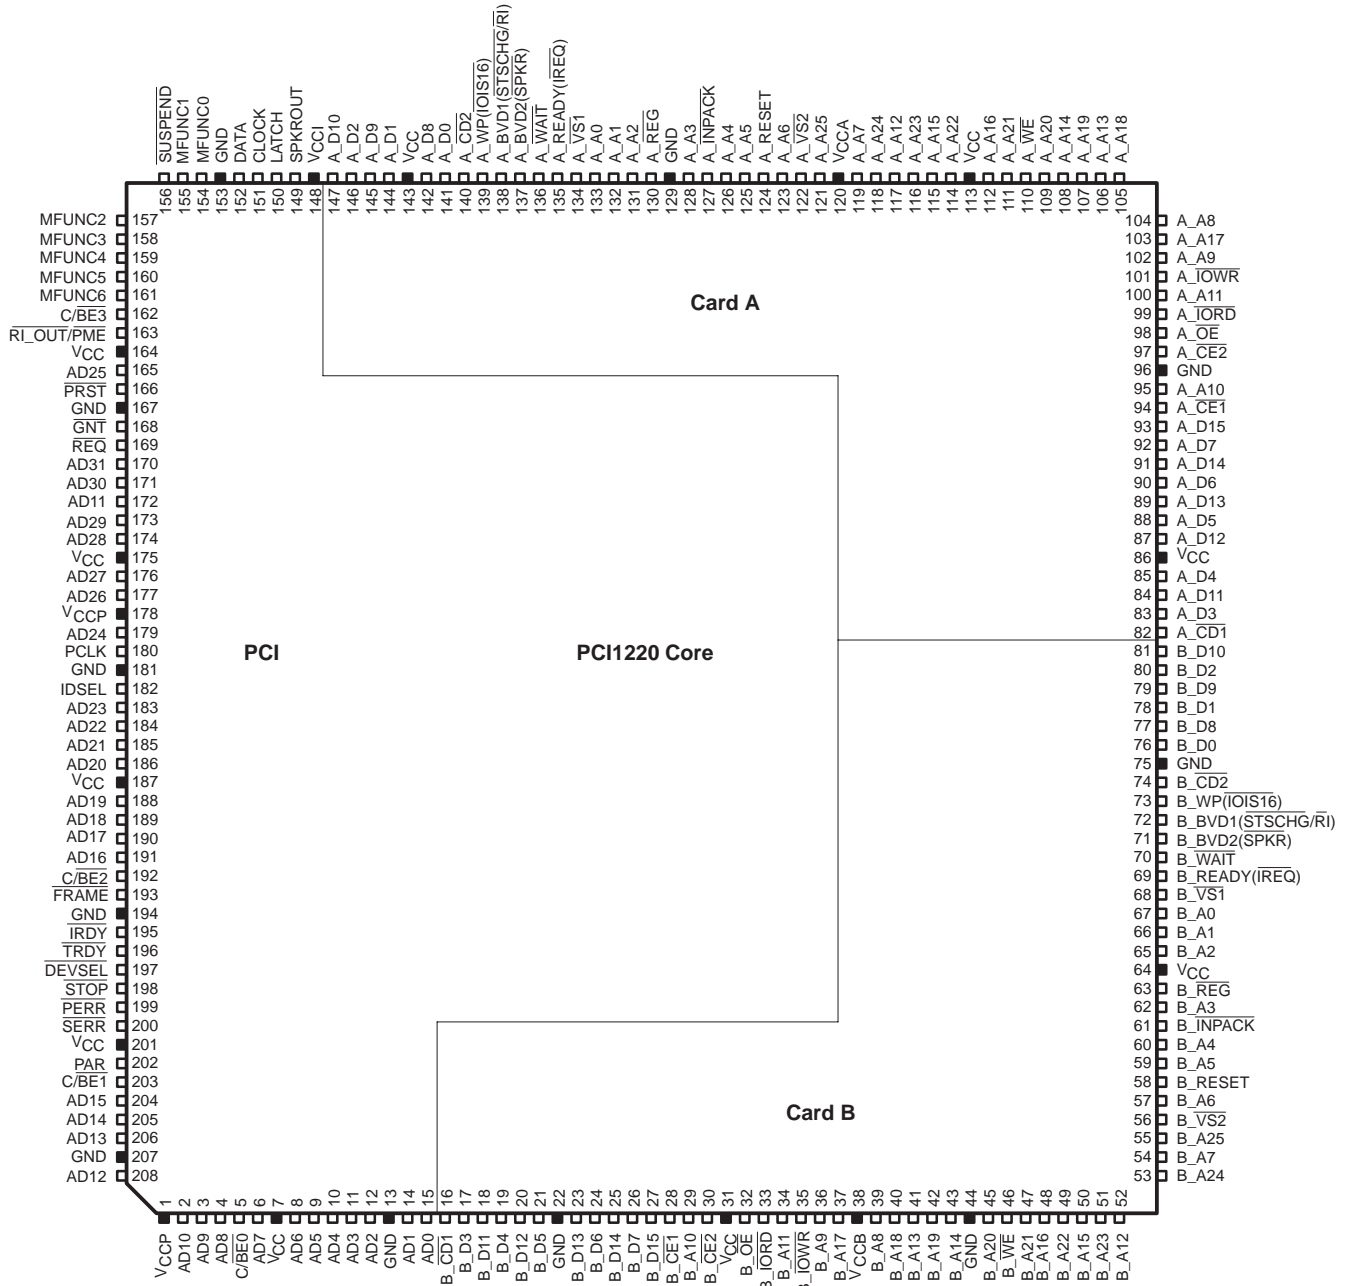 SUSPEND
MFUNC1
MFUNC0
GND
DATA
CLOCK
LATCH
SPKROUT
VCCI
A_D10
A_D2
A_D9
A_D1
VCC
A_D8
A_D0
A_CD2
A_WP(IOIS16)
A_BVD1(STSCHG/RI)
A_BVD2(SPKR)
A_WAIT
A_READY(IREQ)
A_VS1
A_A0
A_A1
A_A2
A_REG
GND
A_A3
A_INPACK
A_A4
A_A5
A_RESET
A_A6
A_VS2
A_A25
VCCA
A_A7
A_A24
A_A12
A_A23
A_A15
A_A22
VCC
A_A16
A_A21
A_WE
A_A20
A_A14
A_A19
A_A13
A_A18
156
155
154
153
152
151
150
149
148
147
146
145
144
143
142
141
140
139
138
137
136
135
134
133
132
131
130
129
128
127
126
125
124
123
122
121
120
119
118
117
116
115
114
113
112
111
110
109
108
107
106
105
MFUNC2 157
MFUNC3 158
MFUNC4 159
MFUNC5 160
MFUNC6 161
C/BE3 162
RI_OUT/PME 163
VCC 164
AD25 165
PRST 166
GND 167
GNT 168
REQ 169
AD31 170
AD30 171
AD11 172
AD29 173
AD28 174
VCC 175
AD27 176
AD26 177
VCCP 178
AD24 179
PCLK 180
GND 181
IDSEL 182
AD23 183
AD22 184
AD21 185
AD20 186
VCC 187
AD19 188
AD18 189
AD17 190
AD16 191
C/BE2 192
FRAME 193
GND 194
IRDY 195
TRDY 196
DEVSEL 197
STOP 198
PERR 199
SERR 200
VCC 201
PAR 202
C/BE1 203
AD15 204
AD14 205
AD13 206
GND 207
AD12 208
Card A
PCI
PCI1220 Core
Card B
104 A_A8
103 A_A17
102 A_A9
101 A_IOWR
100 A_A11
99 A_IORD
98 A_OE
97 A_CE2
96 GND
95 A_A10
94 A_CE1
93 A_D15
92 A_D7
91 A_D14
90 A_D6
89 A_D13
88 A_D5
87 A_D12
86 VCC
85 A_D4
84 A_D11
83 A_D3
82 A_CD1
81 B_D10
80 B_D2
79 B_D9
78 B_D1
77 B_D8
76 B_D0
75 GND
74 B_CD2
73 B_WP(IOIS16)
72 B_BVD1(STSCHG/RI)
71 B_BVD2(SPKR)
70 B_WAIT
69 B_READY(IREQ)
68 B_VS1
67 B_A0
66 B_A1
65 B_A2
64 VCC
63 B_REG
62 B_A3
61 B_INPACK
60 B_A4
59 B_A5
58 B_RESET
57 B_A6
56 B_VS2
55 B_A25
54 B_A7
53 B_A24
1
2
3
4
5
6
7
8
9
10
11
12
13
14
15
16
17
18
19
20
21
22
23
24
25
26
27
28
29
30
31
32
33
34
35
36
37
38
39
40
41
42
43
44
45
46
47
48
49
50
51
52
VCCP
AD10
AD9
AD8
C/BE0
AD7
VCC
AD6
AD5
AD4
AD3
AD2
GND
AD1
AD0
B_CD1
B_D3
B_D11
B_D4
B_D12
B_D5
GND
B_D13
B_D6
B_D14
B_D7
B_D15
B_CE1
B_A10
B_CE2
VCC
B_OE
B_IORD
B_A11
B_IOWR
B_A9
B_A17
VCCB
B_A8
B_A18
B_A13
B_A19
B_A14
GND
B_A20
B_WE
B_A21
B_A16
B_A22
B_A15
B_A23
B_A12